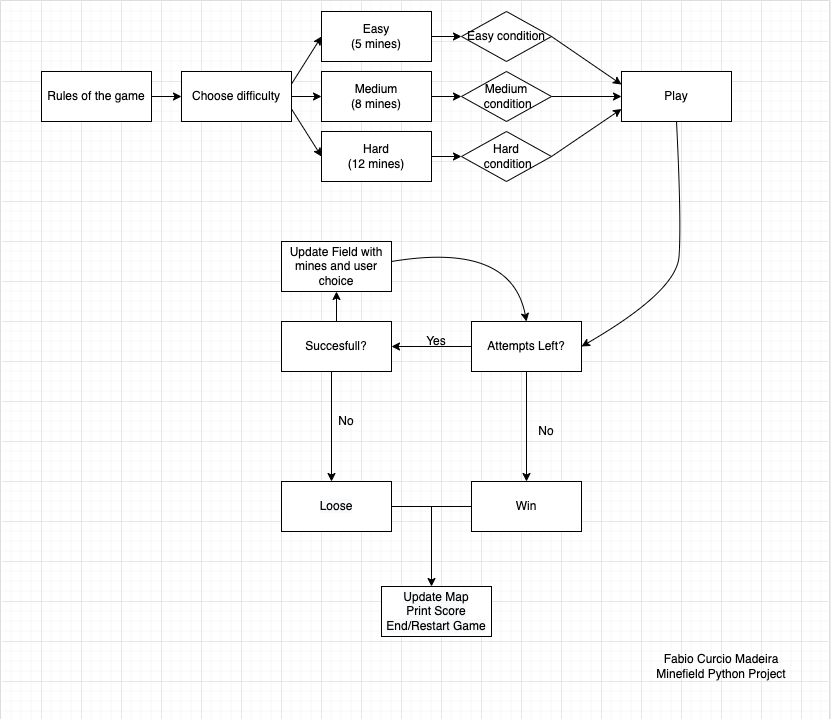 Easy
(5 mines)
Easy condition
Rules of the game
Choose difficulty
Medium
(8 mines)
Medium
condition
Play
Hard
(12 mines)
Hard
condition
Update Field with
mines and user
choice
Succesfull?
Yes
Attempts Left?
No
No
Loose
Win
Update Map
Print Score
End/Restart Game
Fabio Curcio Madeira
Minefield Python Project